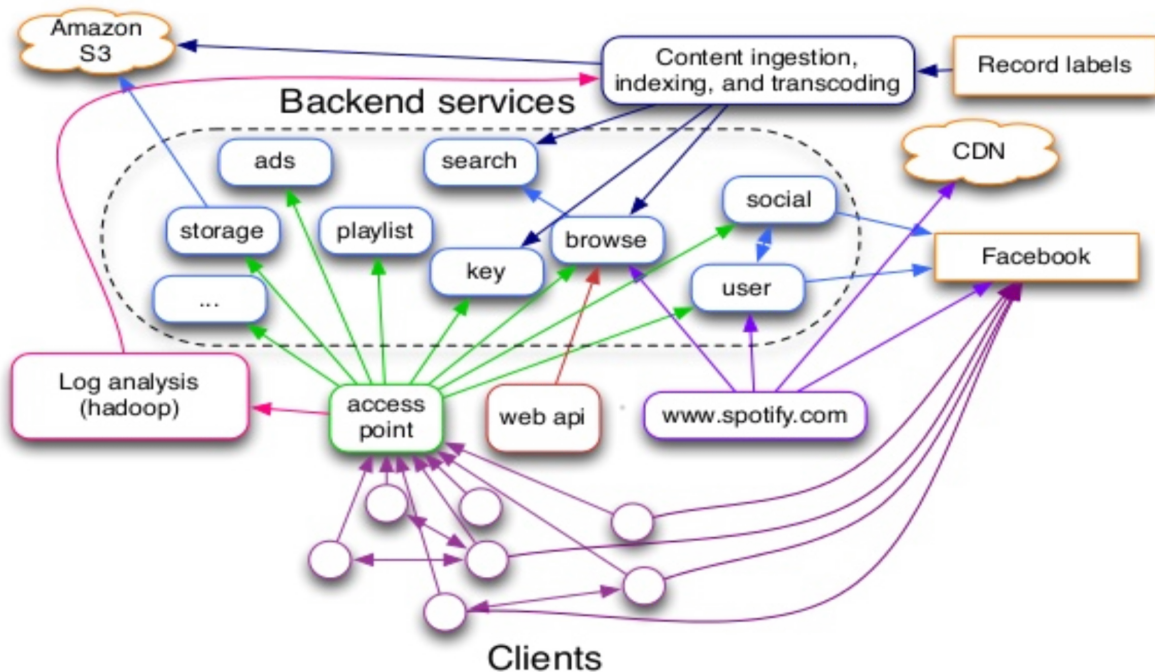 Amazon
S3
Content ingestion,
indexing, and transcoding
Record labels
Backend services
CDN
ads
search
social
storage
playlist
browse
key
Facebook
...
user
Log analysis
(hadoop)
access
point
web api
www.spotify.com
Clients